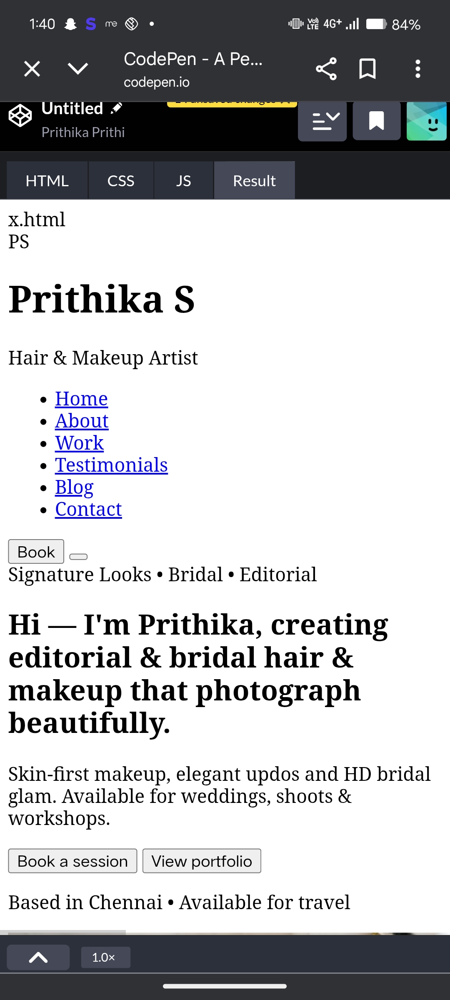 1:40
S
me
Vo)) LTE 4G+ 84%
CodePen - A Pe...
codepen.io
Untitled
Prithika Prithi
HTML CSS JS Result
x.html
PS
Prithika S
Hair & Makeup Artist
• Home
• About
• Work
• Testimonials
• Blog
• Contact
Book
Signature Looks • Bridal • Editorial
Hi — I'm Prithika, creating
editorial & bridal hair &
makeup that photograph
beautifully.
Skin-first makeup, elegant updos and HD bridal
glam. Available for weddings, shoots &
workshops.
Book a session View portfolio
Based in Chennai • Available for travel
1.0×